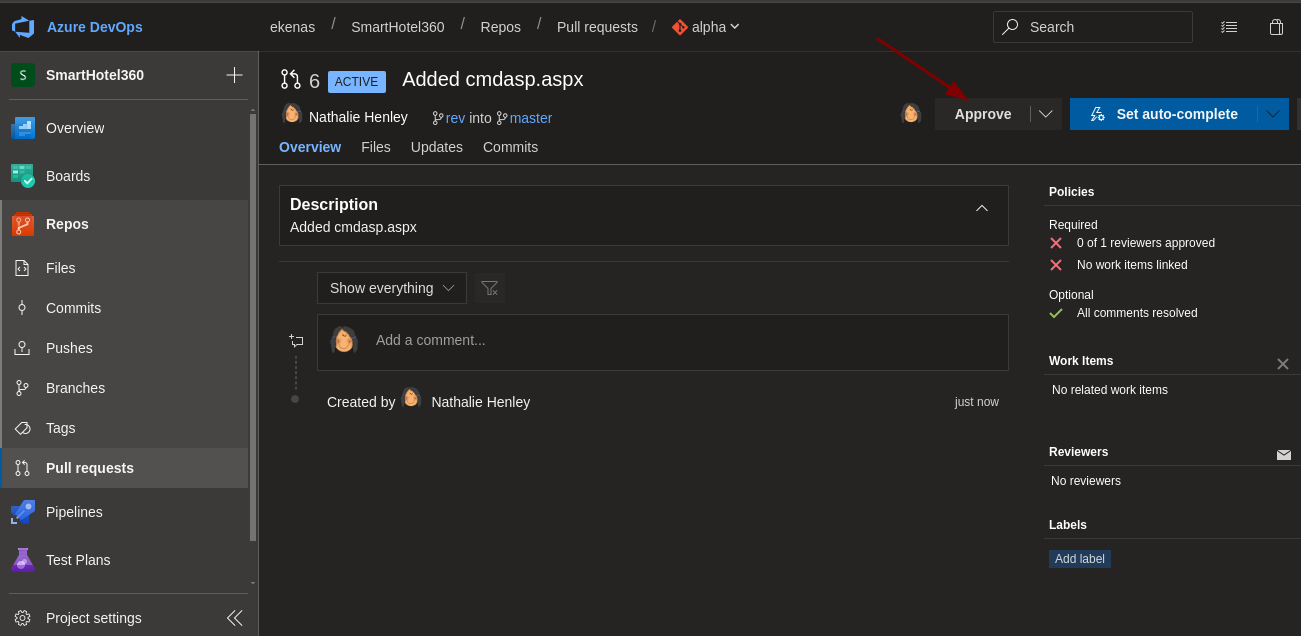 Azure DevOps
ekenas / SmartHotel360 / Repos / Pull requests / alpha
Search
S SmartHotel360
Overview
Boards
Repos
Files
Commits
Pushes
Branches
Tags
Pull requests
Pipelines
Test Plans
Project settings
6 ACTIVE Added cmdasp.aspx
Nathalie Henley rev into master
Approve
Set auto-complete
Overview Files Updates Commits
Description
Added cmdasp.aspx
Show everything
Add a comment...
Created by Nathalie Henley just now
Policies
Required
0 of 1 reviewers approved
No work items linked
Optional
All comments resolved
Work Items
No related work items
Reviewers
No reviewers
Labels
Add label